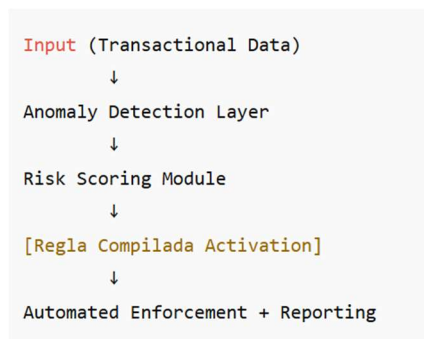 Input (Transactional Data)
↓
Anomaly Detection Layer
↓
Risk Scoring Module
↓
[Regla Compilada Activation]
↓
Automated Enforcement + Reporting